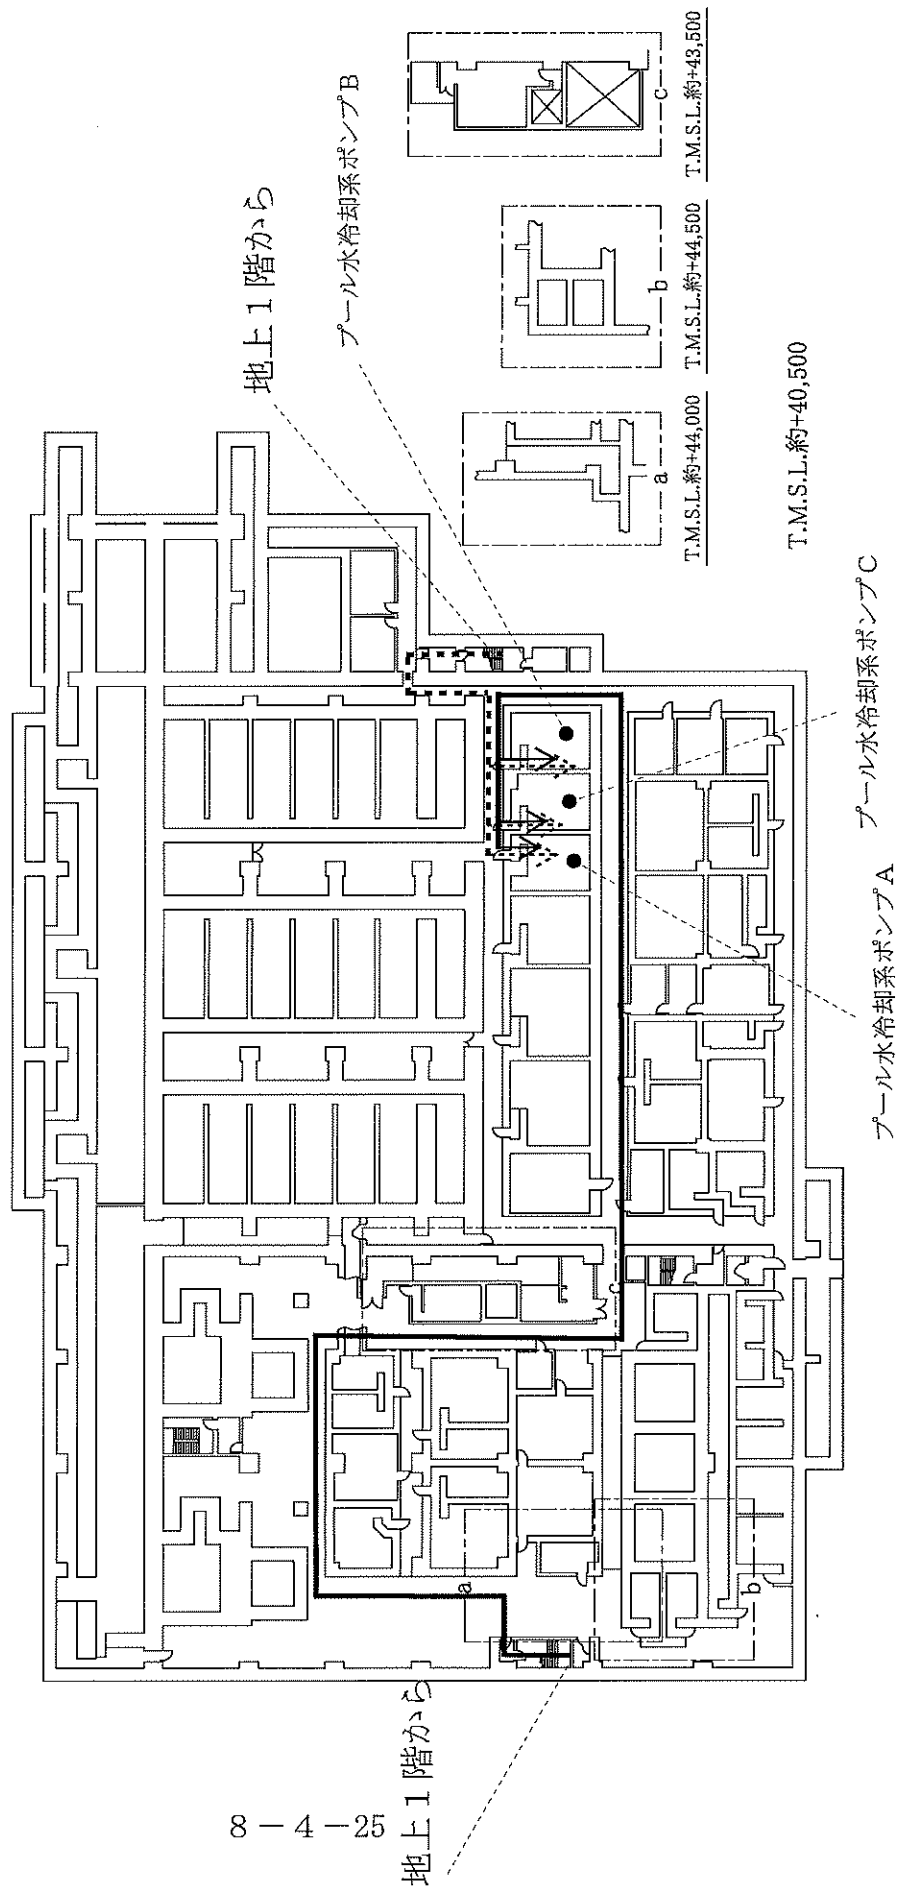 地上１階から
プール水冷却系ポンプＢ
c
T.M.S.L.約+43,500
b
T.M.S.L.約+44,500
a
T.M.S.L.約+44,000
T.M.S.L.約+40,500
プール水冷却系ポンプＣ
プール水冷却系ポンプＡ
c
a
b
地上１階から
8－4－25